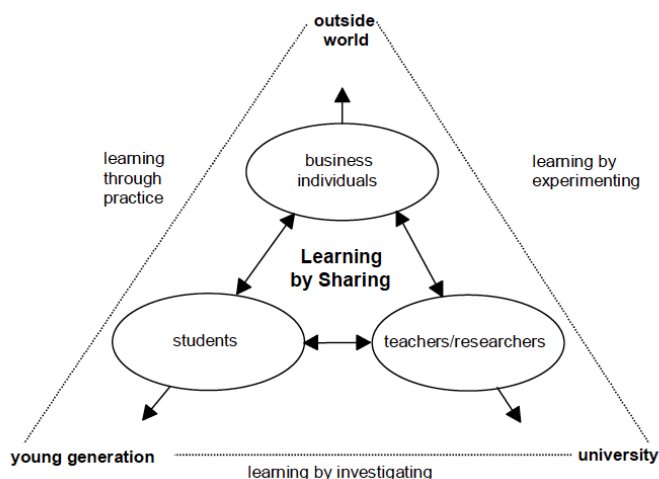 outside
world
learning
through
practice
business
individuals
learning by
experimenting
Learning
by Sharing
students
teachers/researchers
young generation
university
learning by investigating